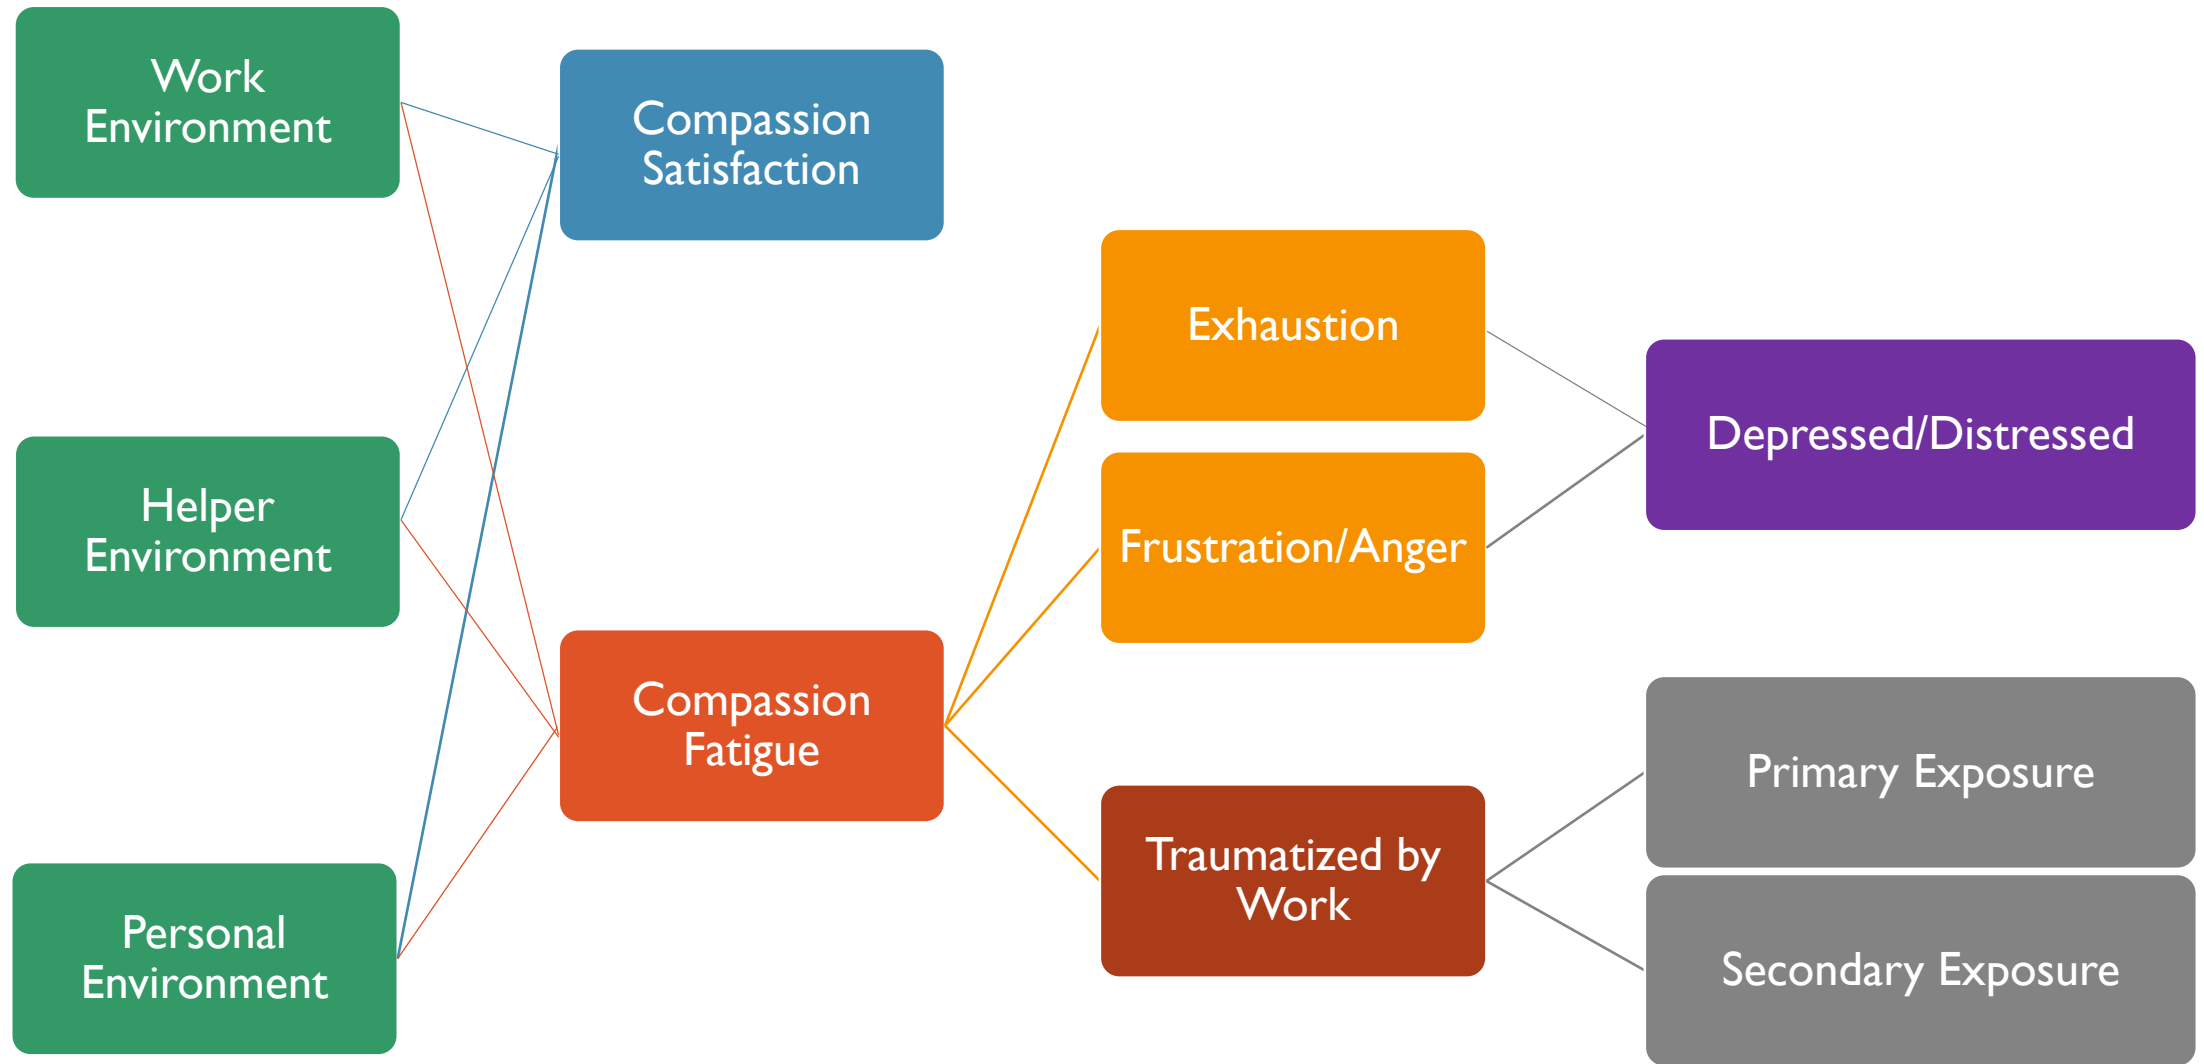 Work
Environment
Compassion
Satisfaction
Exhaustion
Depressed/Distressed
Helper
Environment
Frustration/Anger
Compassion
Fatigue
Primary Exposure
Traumatized by
Work
Personal
Environment
Secondary Exposure